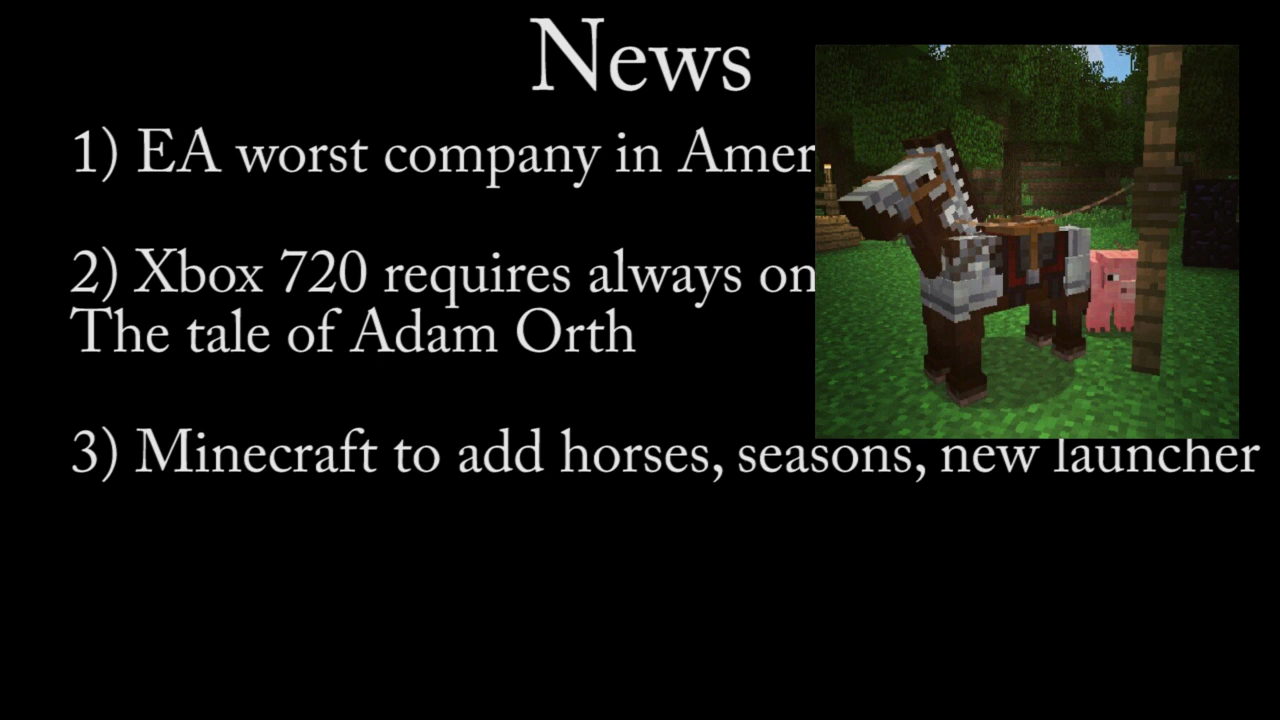 News
1) EA worst company in Amer
2) Xbox 720 requires always on
The tale of Adam Orth
3) Minecraft to add horses, seasons, new launcher